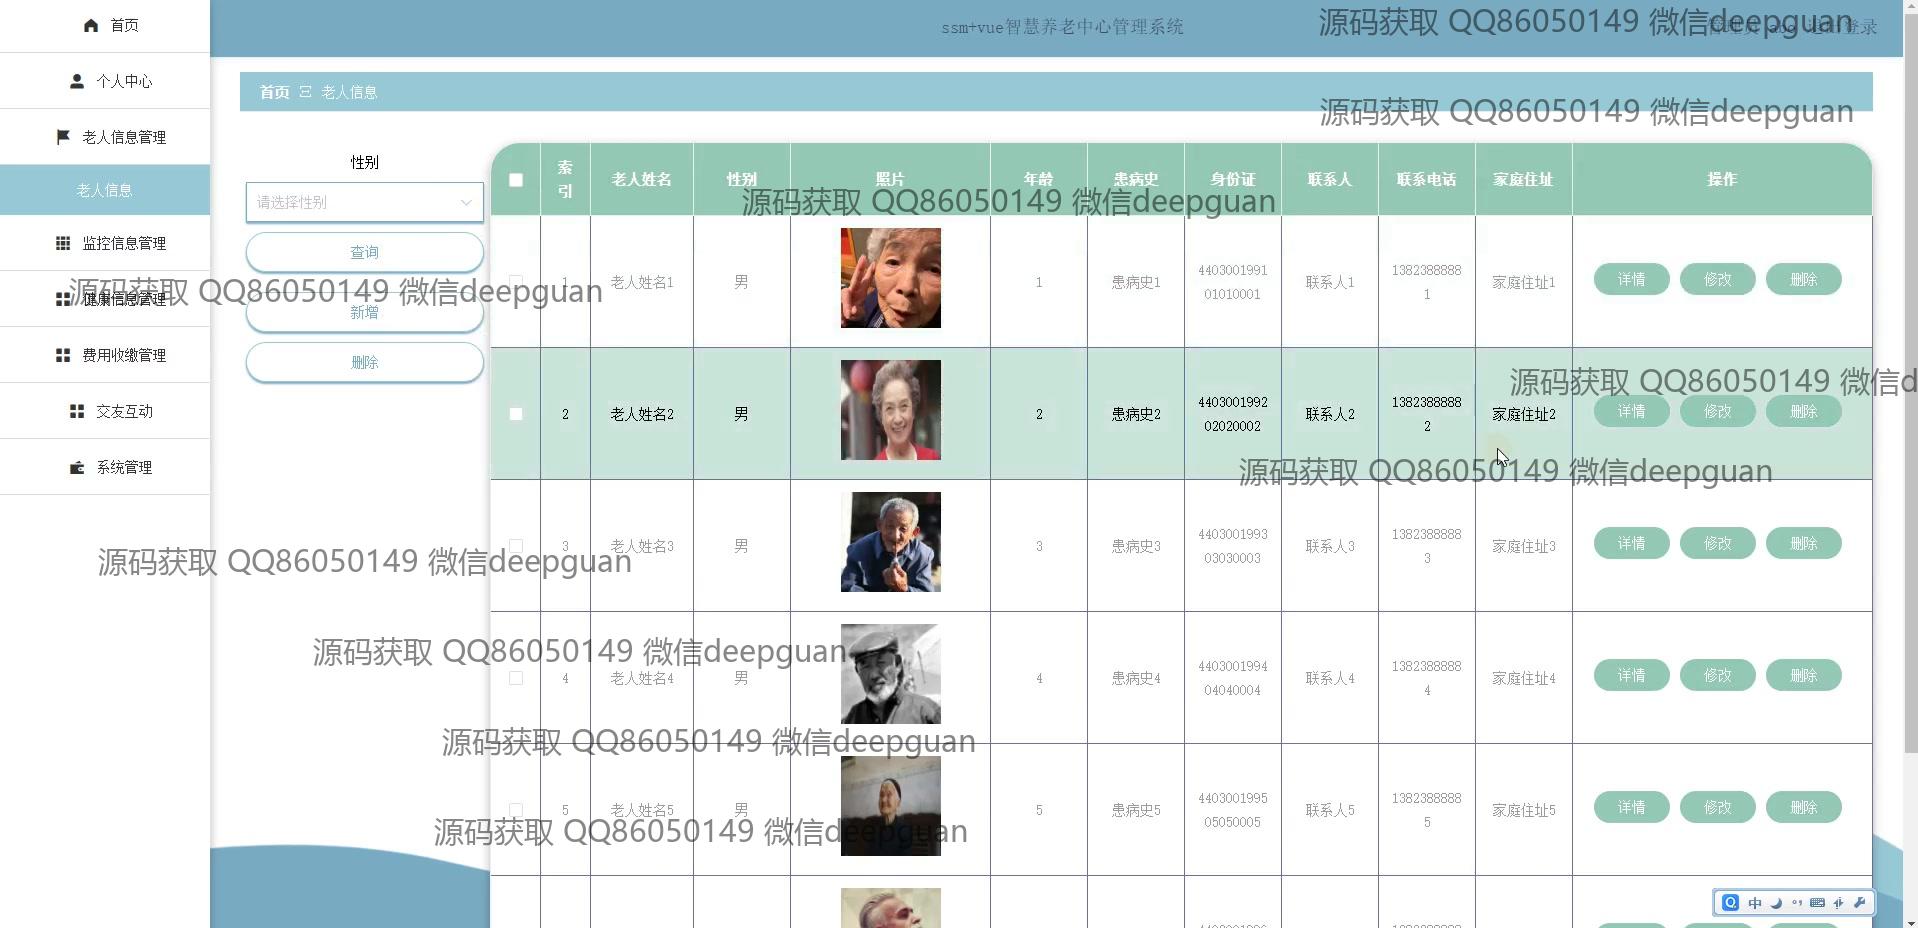 首页
个人中心
老人信息管理
老人信息
监控信息管理
健康信息管理
费用收缴管理
交友互动
系统管理
ssm+vue智慧养老中心管理系统
源码获取 QQ86050149 微信deepguan
首页 老人信息
源码获取 QQ86050149 微信deepguan
性别
请选择性别
查询
新增
删除
索引 老人姓名 性别 照片 年龄 患病史 身份证 联系人 联系电话 家庭住址 操作
源码获取 QQ86050149 微信deepguan
1 老人姓名1 男 1 患病史1 440300199101010001 联系人1 13823888881 家庭住址1 详情 修改 删除
源码获取 QQ86050149 微信deepguan
2 老人姓名2 男 2 患病史2 440300199202020002 联系人2 13823888882 家庭住址2 详情 修改 删除
源码获取 QQ86050149 微信d
源码获取 QQ86050149 微信deepguan
3 老人姓名3 男 3 患病史3 440300199303030003 联系人3 13823888883 家庭住址3 详情 修改 删除
源码获取 QQ86050149 微信deepguan
源码获取 QQ86050149 微信deepguan
4 老人姓名4 男 4 患病史4 440300199404040004 联系人4 13823888884 家庭住址4 详情 修改 删除
源码获取 QQ86050149 微信deepguan
5 老人姓名5 男 5 患病史5 440300199505050005 联系人5 13823888885 家庭住址5 详情 修改 删除
源码获取 QQ86050149 微信deepguan
中